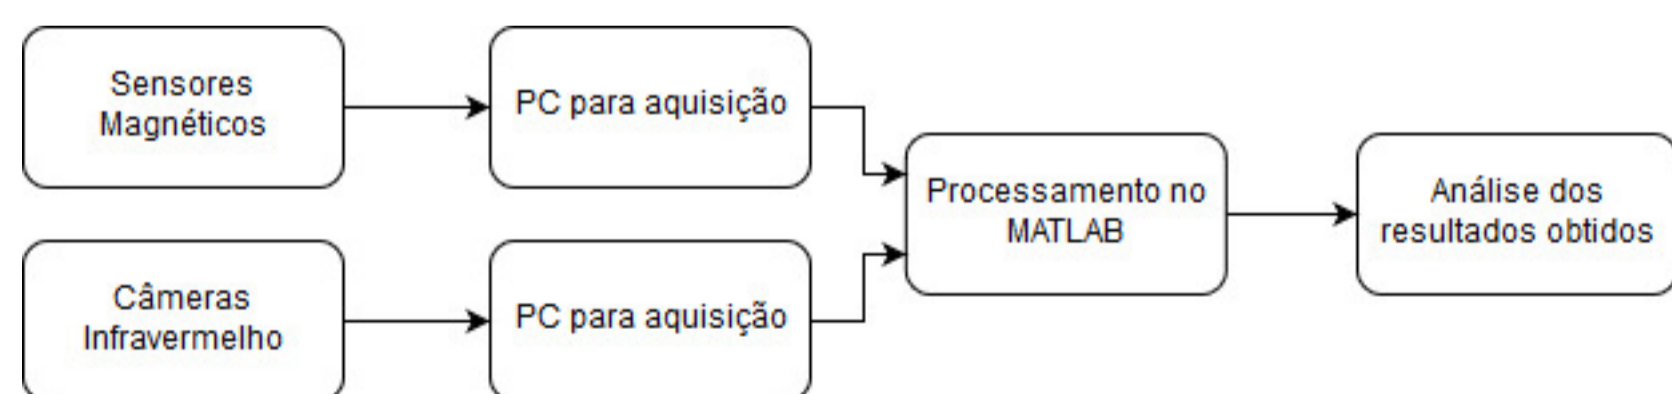 Sensores
Magnéticos
PC para aquisição
Câmeras
Infravermelho
PC para aquisição
Processamento no
MATLAB
Análise dos
resultados obtidos